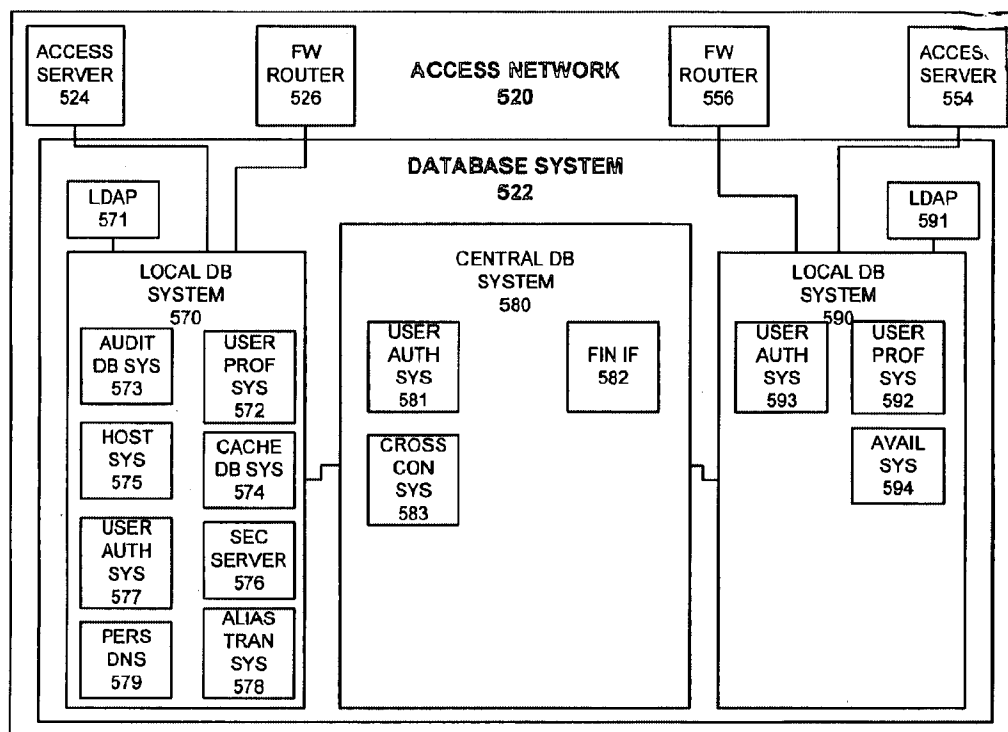 ACCESS
SERVER
524
FW
ROUTER
526
ACCESS NETWORK
520
FW
ROUTER
556
ACCESS
SERVER
554
DATABASE SYSTEM
522
LDAP
571
LDAP
591
LOCAL DB
SYSTEM
570
AUDIT
DB SYS
573
USER
PROF
SYS
572
HOST
SYS
575
CACHE
DB SYS
574
USER
AUTH
SYS
577
SEC
SERVER
576
PERS
DNS
579
ALIAS
TRAN
SYS
578
CENTRAL DB
SYSTEM
580
USER
AUTH
SYS
581
FIN IF
582
CROSS
CON
SYS
583
LOCAL DB
SYSTEM
590
USER
AUTH
SYS
593
USER
PROF
SYS
592
AVAIL
SYS
594